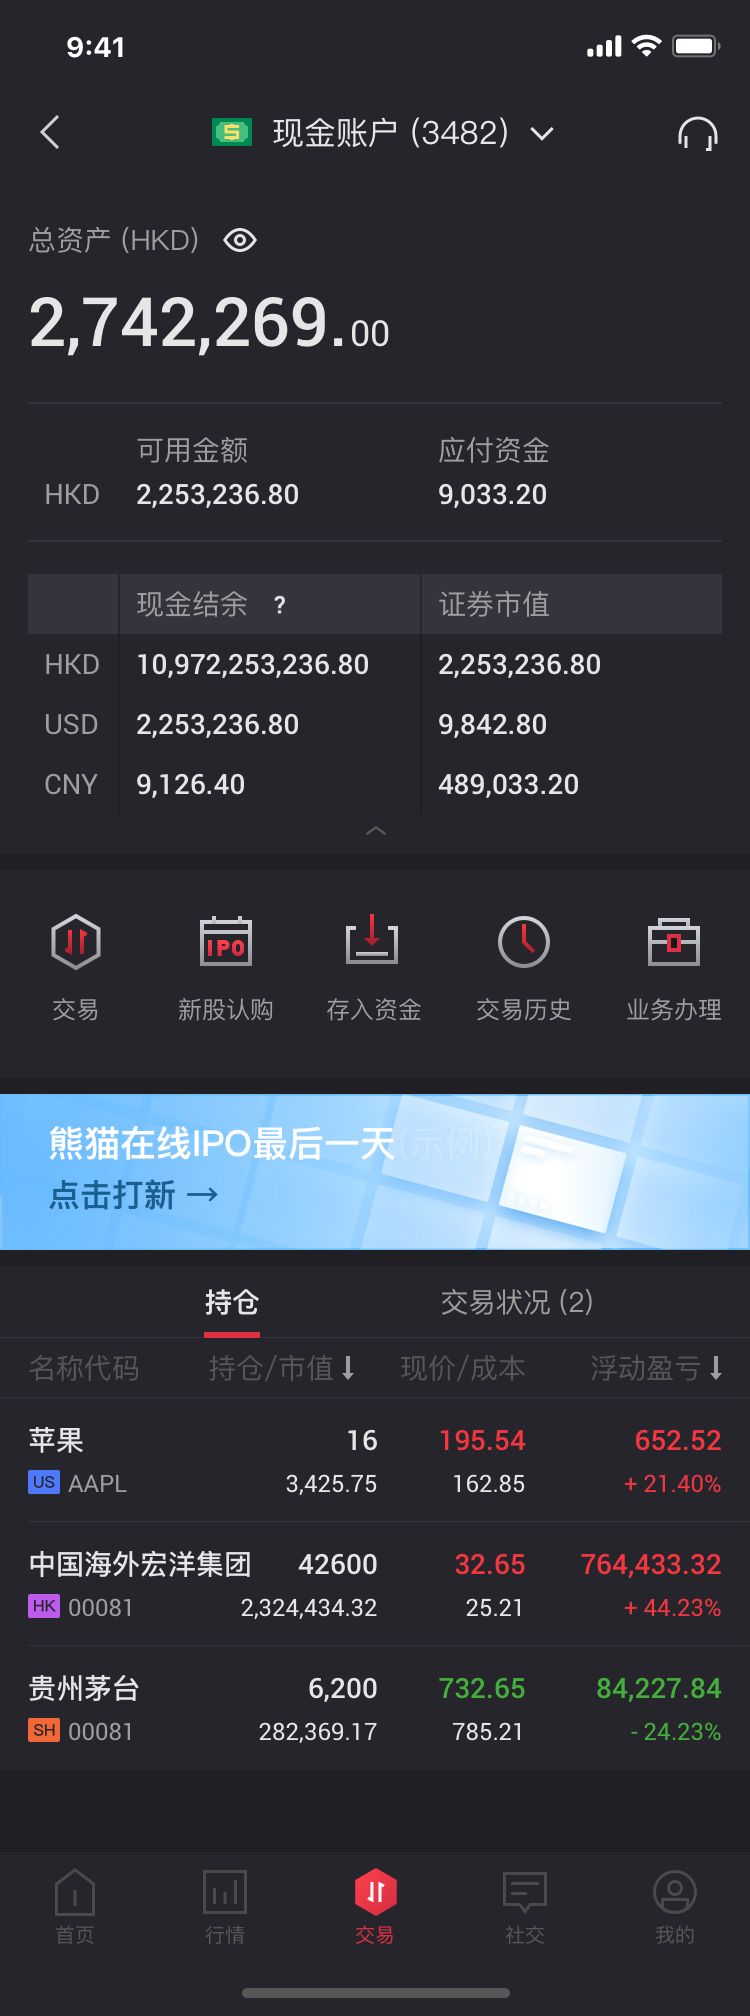 9:41
现金账户 (3482)
总资产 (HKD)
2,742,269.00
可用金额 应付资金
HKD 2,253,236.80 9,033.20
现金结余 ? 证券市值
HKD 10,972,253,236.80 2,253,236.80
USD 2,253,236.80 9,842.80
CNY 9,126.40 489,033.20
IPO
交易 新股认购 存入资金 交易历史 业务办理
熊猫在线IPO最后一天(示例)
点击打新 →
持仓 交易状况 (2)
名称代码 持仓/市值 现价/成本 浮动盈亏
苹果 16 195.54 652.52
US AAPL 3,425.75 162.85 + 21.40%
中国海外宏洋集团 42600 32.65 764,433.32
HK 00081 2,324,434.32 25.21 + 44.23%
贵州茅台 6,200 732.65 84,227.84
SH 00081 282,369.17 785.21 - 24.23%
首页 行情 交易 社交 我的